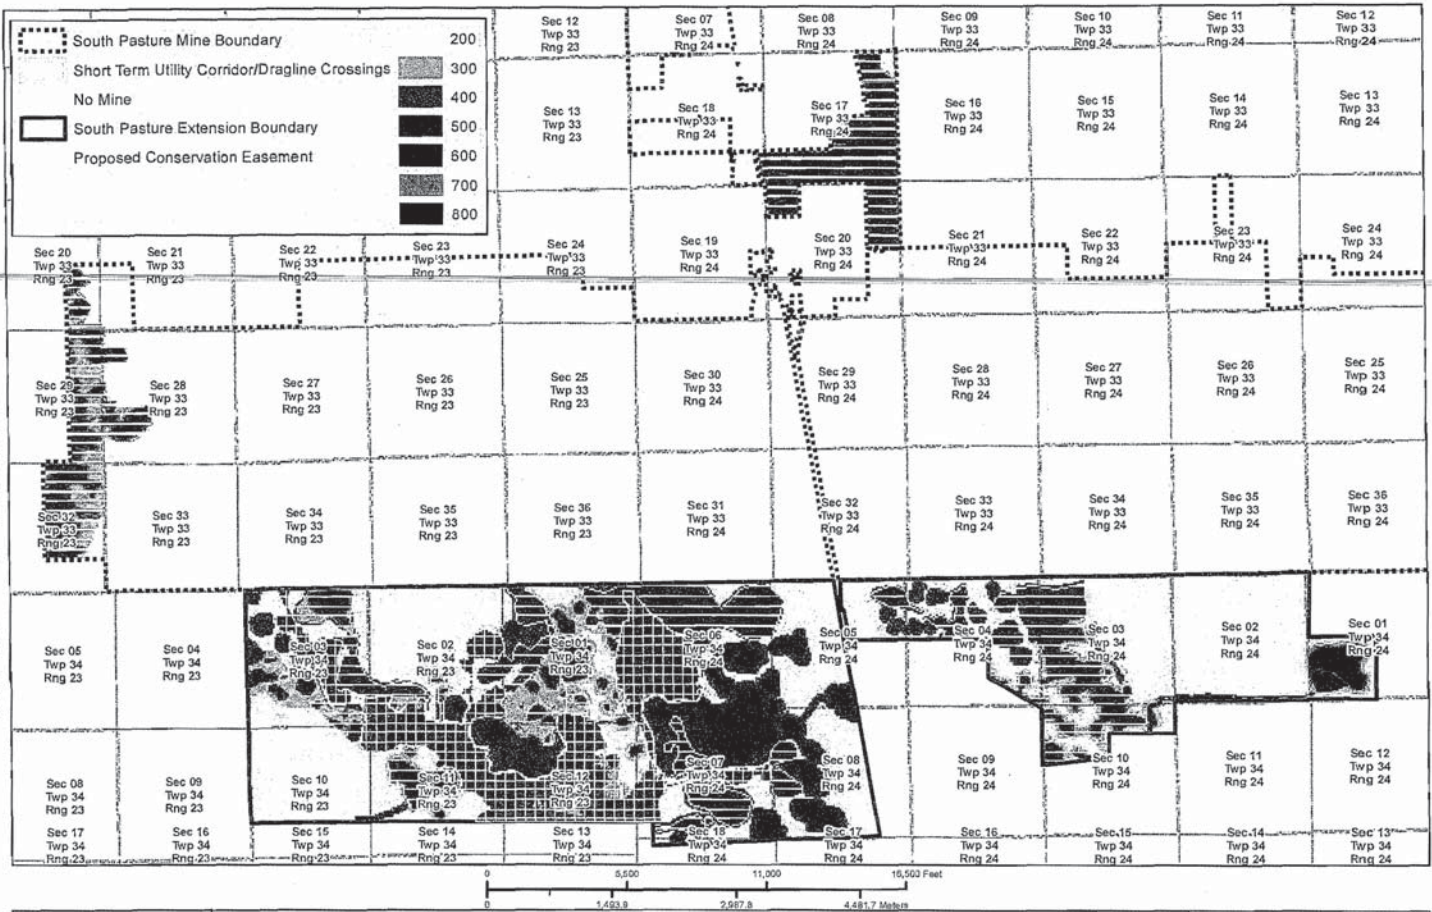 South Pasture Mine Boundary
Short Term Utility Corridor/Dragline Crossings
No Mine
South Pasture Extension Boundary
Proposed Conservation Easement
200
300
400
500
600
700
800
Sec 12
Twp 33
Rng 23
Sec 07
Twp 33
Rng 24
Sec 08
Twp 33
Rng 24
Sec 09
Twp 33
Rng 24
Sec 10
Twp 33
Rng 24
Sec 11
Twp 33
Rng 24
Sec 12
Twp 33
Rng 24
Sec 13
Twp 33
Rng 23
Sec 18
Twp 33
Rng 24
Sec 17
Twp 33
Rng 24
Sec 16
Twp 33
Rng 24
Sec 15
Twp 33
Rng 24
Sec 14
Twp 33
Rng 24
Sec 13
Twp 33
Rng 24
Sec 20
Twp 33
Rng 23
Sec 21
Twp 33
Rng 23
Sec 22
Twp 33
Rng 23
Sec 23
Twp 33
Rng 23
Sec 24
Twp 33
Rng 23
Sec 19
Twp 33
Rng 24
Sec 20
Twp 33
Rng 24
Sec 21
Twp 33
Rng 24
Sec 22
Twp 33
Rng 24
Sec 23
Twp 33
Rng 24
Sec 24
Twp 33
Rng 24
Sec 29
Twp 33
Rng 23
Sec 28
Twp 33
Rng 23
Sec 27
Twp 33
Rng 23
Sec 26
Twp 33
Rng 23
Sec 25
Twp 33
Rng 23
Sec 30
Twp 33
Rng 24
Sec 29
Twp 33
Rng 24
Sec 28
Twp 33
Rng 24
Sec 27
Twp 33
Rng 24
Sec 26
Twp 33
Rng 24
Sec 25
Twp 33
Rng 24
Sec 32
Twp 33
Rng 23
Sec 33
Twp 33
Rng 23
Sec 34
Twp 33
Rng 23
Sec 35
Twp 33
Rng 23
Sec 36
Twp 33
Rng 23
Sec 31
Twp 33
Rng 24
Sec 32
Twp 33
Rng 24
Sec 33
Twp 33
Rng 24
Sec 34
Twp 33
Rng 24
Sec 35
Twp 33
Rng 24
Sec 36
Twp 33
Rng 24
Sec 05
Twp 34
Rng 23
Sec 04
Twp 34
Rng 23
Sec 03
Twp 34
Rng 23
Sec 02
Twp 34
Rng 23
Sec 01
Twp 34
Rng 23
Sec 06
Twp 34
Rng 24
Sec 05
Twp 34
Rng 24
Sec 04
Twp 34
Rng 24
Sec 03
Twp 34
Rng 24
Sec 02
Twp 34
Rng 24
Sec 01
Twp 34
Rng 24
Sec 08
Twp 34
Rng 23
Sec 09
Twp 34
Rng 23
Sec 10
Twp 34
Rng 23
Sec 11
Twp 34
Rng 23
Sec 12
Twp 34
Rng 23
Sec 07
Twp 34
Rng 24
Sec 08
Twp 34
Rng 24
Sec 09
Twp 34
Rng 24
Sec 10
Twp 34
Rng 24
Sec 11
Twp 34
Rng 24
Sec 12
Twp 34
Rng 24
Sec 17
Twp 34
Rng 23
Sec 16
Twp 34
Rng 23
Sec 15
Twp 34
Rng 23
Sec 14
Twp 34
Rng 23
Sec 13
Twp 34
Rng 23
Sec 18
Twp 34
Rng 24
Sec 17
Twp 34
Rng 24
Sec 16
Twp 34
Rng 24
Sec 15
Twp 34
Rng 24
Sec 14
Twp 34
Rng 24
Sec 13
Twp 34
Rng 24
0 5,500 11,000 16,500 Feet
0 1,493.9 2,987.8 4,481.7 Meters